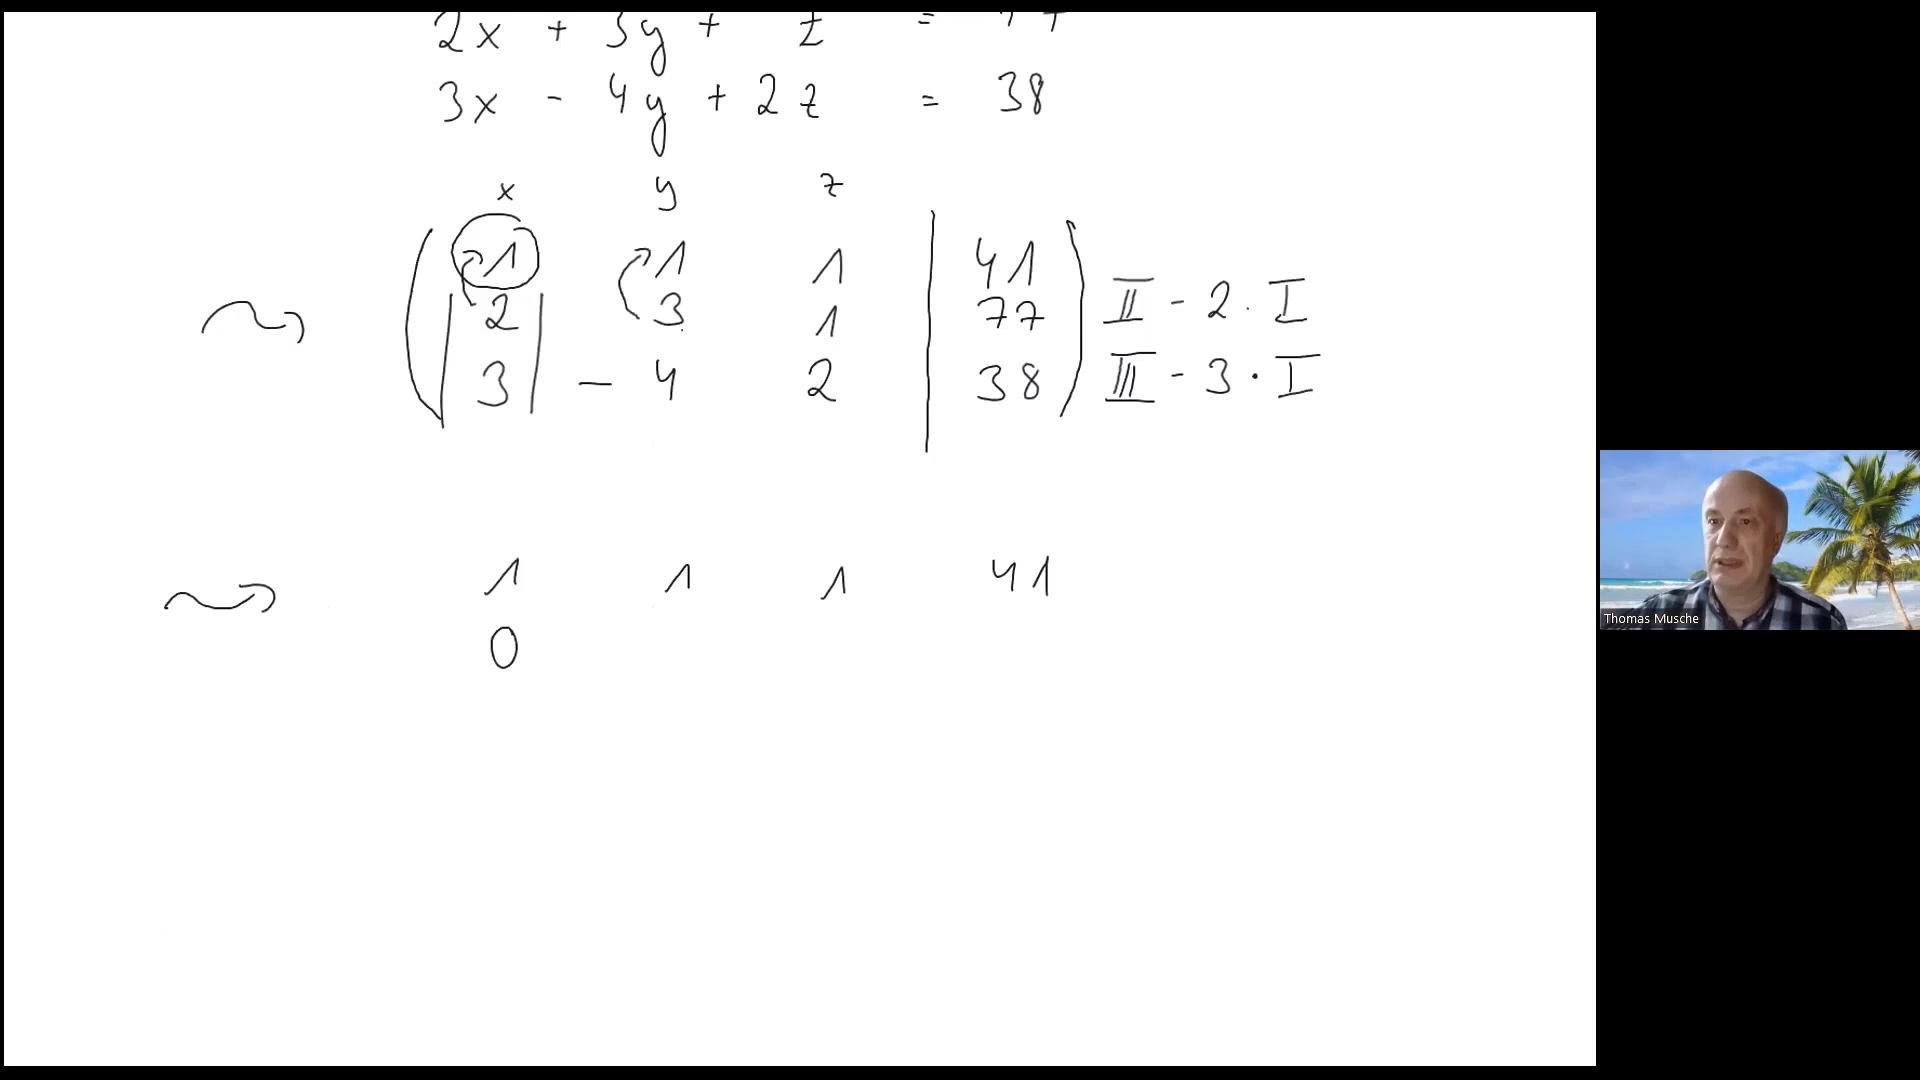 2x + 3y + z =
3x - 4y + 2z = 38
x y z
1 1 1 | 41
2 3 1 | 77 II - 2 · I
3 - 4 2 | 38 III - 3 · I
1 1 1 41
0
Thomas Musche